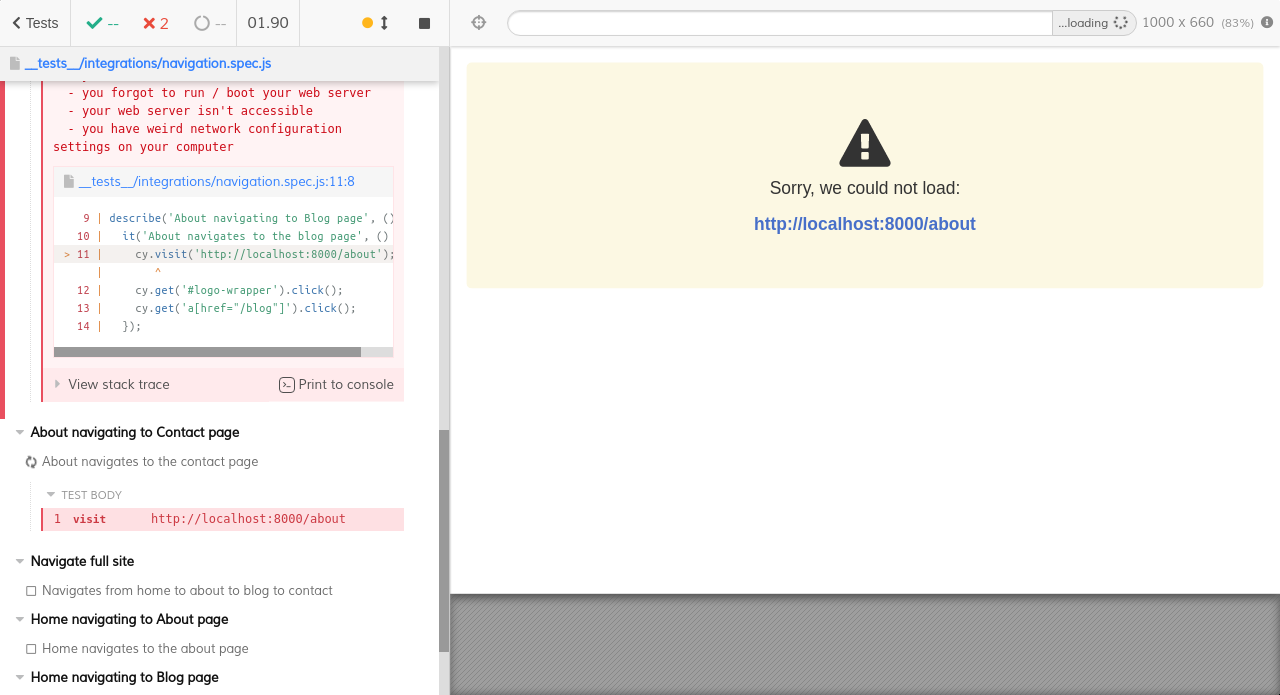 Tests
--
2
--
01.90
...loading
1000 x 660 (83%)
__tests__/integrations/navigation.spec.js
- you forgot to run / boot your web server
- your web server isn't accessible
- you have weird network configuration
settings on your computer
__tests__/integrations/navigation.spec.js:11:8
9 | describe('About navigating to Blog page', ()
10 |   it('About navigates to the blog page', ()
> 11 |     cy.visit('http://localhost:8000/about');
|        ^
12 |     cy.get('#logo-wrapper').click();
13 |     cy.get('a[href="/blog"]').click();
14 |   });
View stack trace
Print to console
About navigating to Contact page
About navigates to the contact page
TEST BODY
1 visit http://localhost:8000/about
Navigate full site
Navigates from home to about to blog to contact
Home navigating to About page
Home navigates to the about page
Home navigating to Blog page
Sorry, we could not load:
http://localhost:8000/about